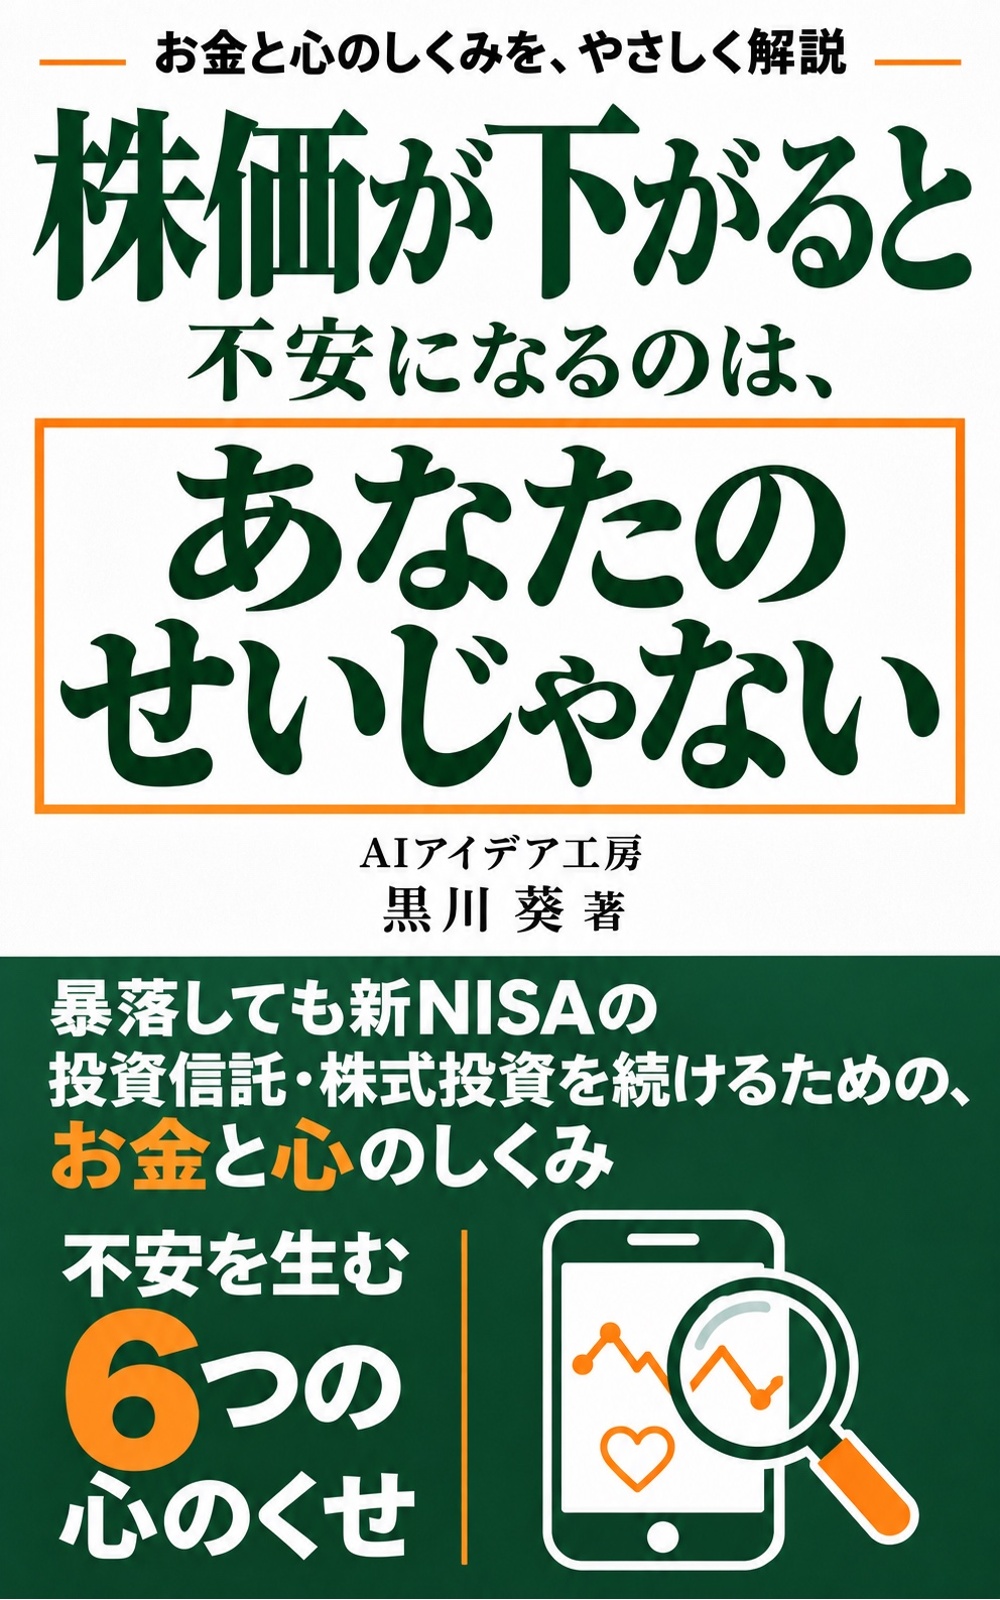 お金と心のしくみを、やさしく解説
株価が下がると
不安になるのは、
あなたの
せいじゃない
AIアイデア工房
黒川 葵 著
暴落しても新NISAの
投資信託・株式投資を続けるための、
お金と心のしくみ
不安を生む
6つの
心のくせ